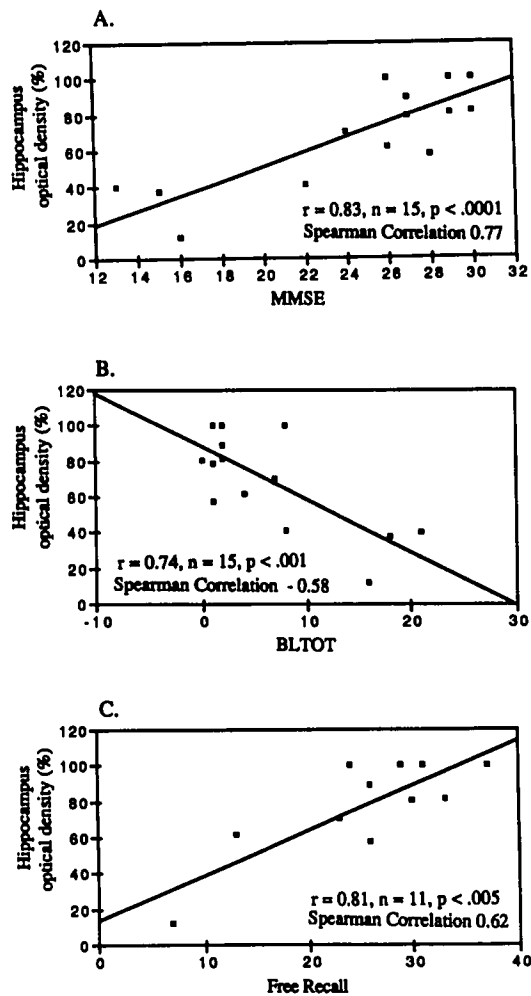 A.
Hippocampus
optical density (%)
120
100
80
60
40
20
0
r = 0.83, n = 15, p < .0001
Spearman Correlation 0.77
12 14 16 18 20 22 24 26 28 30 32
MMSE
B.
Hippocampus
optical density (%)
120
100
80
60
40
20
0
r = 0.74, n = 15, p < .001
Spearman Correlation - 0.58
-10 0 10 20 30
BLTOT
C.
Hippocampus
optical density (%)
120
100
80
60
40
20
0
r = 0.81, n = 11, p < .005
Spearman Correlation 0.62
0 10 20 30 40
Free Recall